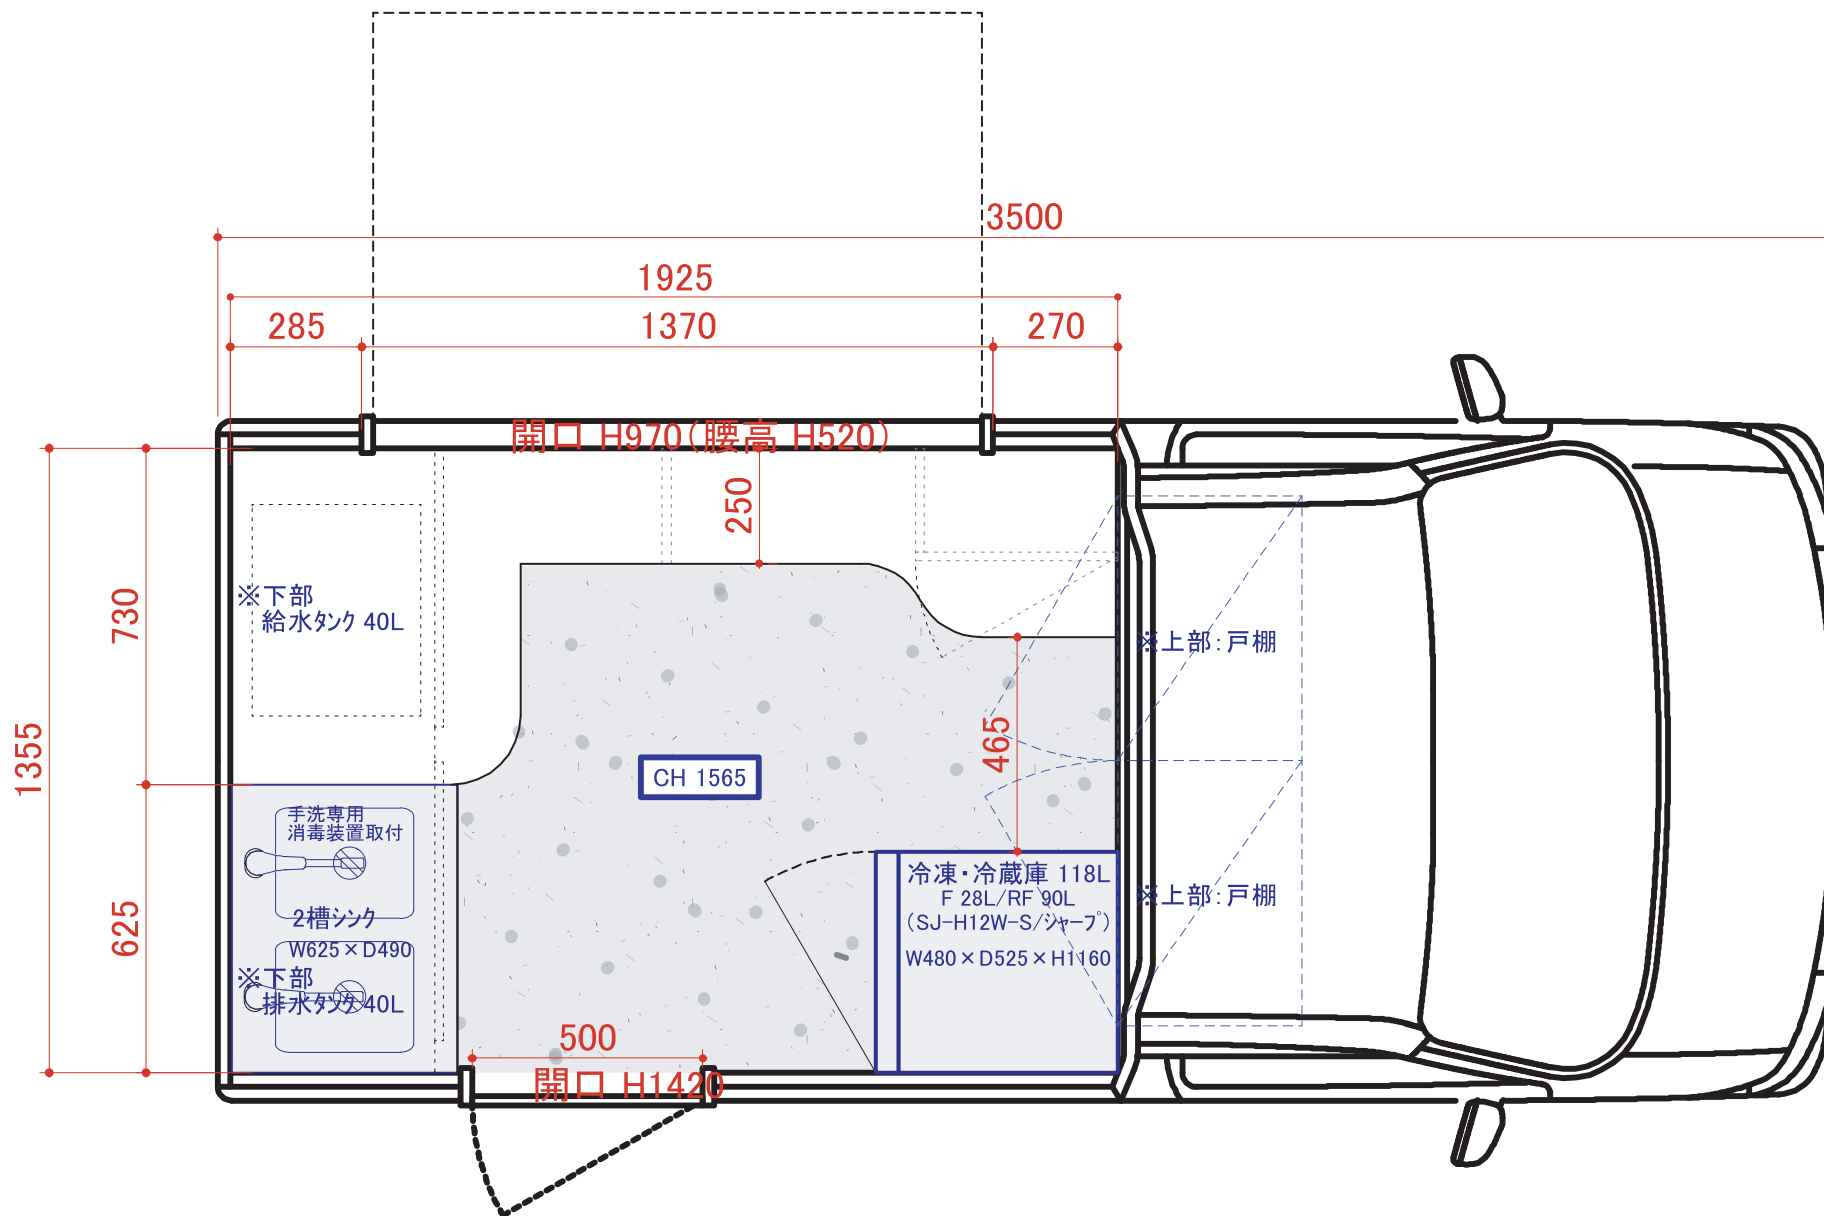 3500
1925
285
1370
270
開口 H970(腰高 H520)
250
730
1355
625
※下部
給水タンク 40L
CH 1565
465
※上部:戸棚
※上部:戸棚
手洗専用
消毒装置取付
2槽シンク
W625×D490
※下部
排水タンク 40L
冷凍・冷蔵庫 118L
F 28L/RF 90L
(SJ-H12W-S/シャープ)
W480×D525×H1160
500
開口 H1420